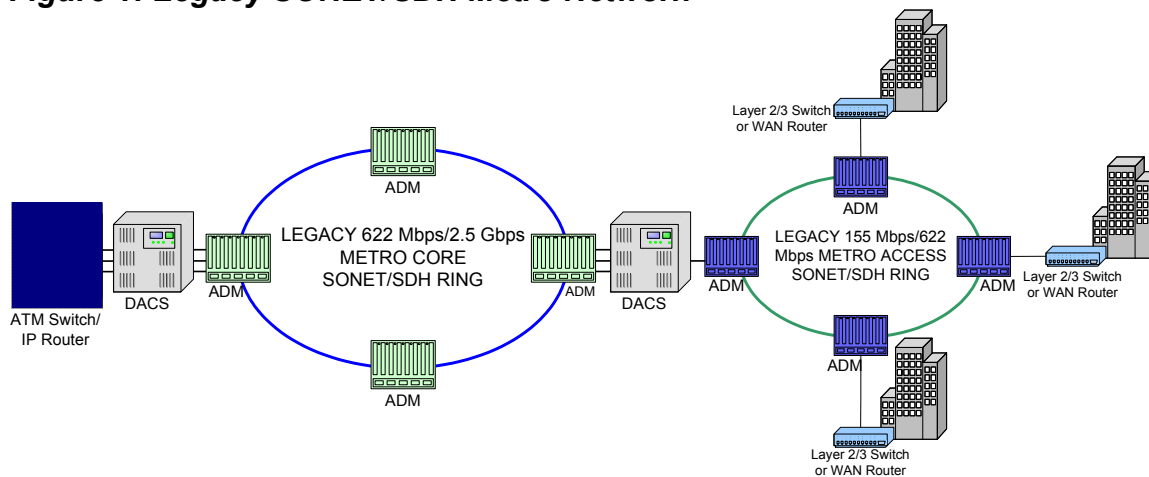 Figure 1. Legacy SONET/SDH Metro Network
Layer 2/3 Switch
or WAN Router
ADM
ADM
LEGACY 622 Mbps/2.5 Gbps
METRO CORE
SONET/SDH RING
LEGACY 155 Mbps/622
Mbps METRO ACCESS
SONET/SDH RING
ATM Switch/
IP Router
DACS
ADM
ADM
DACS
ADM
ADM
Layer 2/3 Switch
or WAN Router
ADM
ADM
Layer 2/3 Switch
or WAN Router